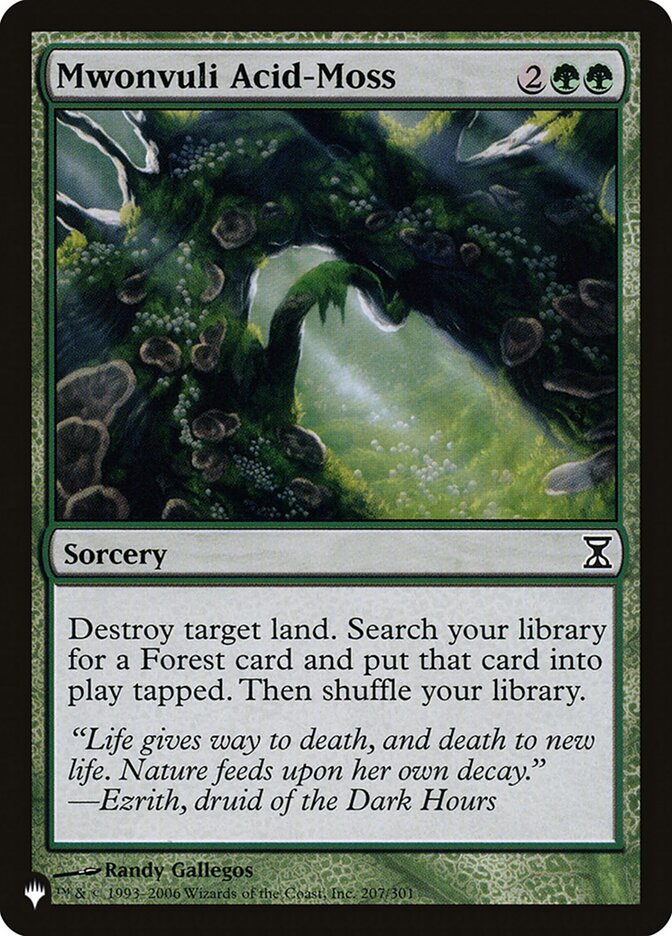 Mwonvuli Acid-Moss 2
Sorcery
Destroy target land. Search your library
for a Forest card and put that card into
play tapped. Then shuffle your library.
“Life gives way to death, and death to new
life. Nature feeds upon her own decay.”
—Ezrith, druid of the Dark Hours
Randy Gallegos
™ & © 1993–2006 Wizards of the Coast, Inc. 207/301